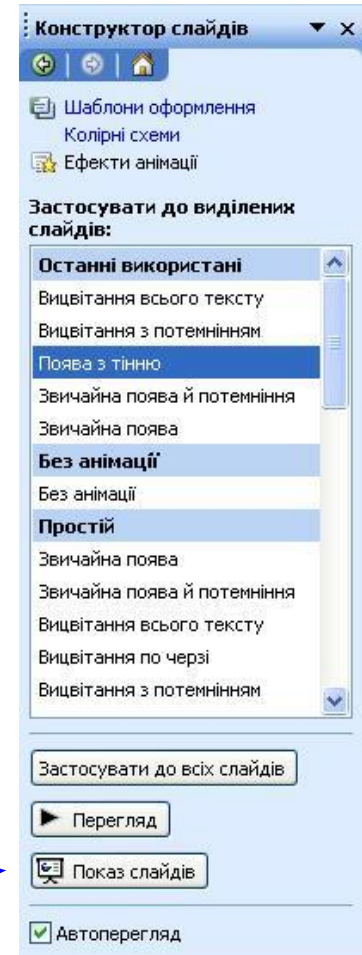 Конструктор слайдів
Шаблони оформлення
Колірні схеми
Ефекти анімації
Застосувати до виділених
слайдів:
Останні використані
Вицвітання всього тексту
Вицвітання з потемнінням
Поява з тінню
Звичайна поява й потемніння
Звичайна поява
Без анімації
Без анімації
Простій
Звичайна поява
Звичайна поява й потемніння
Вицвітання всього тексту
Вицвітання по черзі
Вицвітання з потемнінням
Застосувати до всіх слайдів
Перегляд
Показ слайдів
Автоперегляд